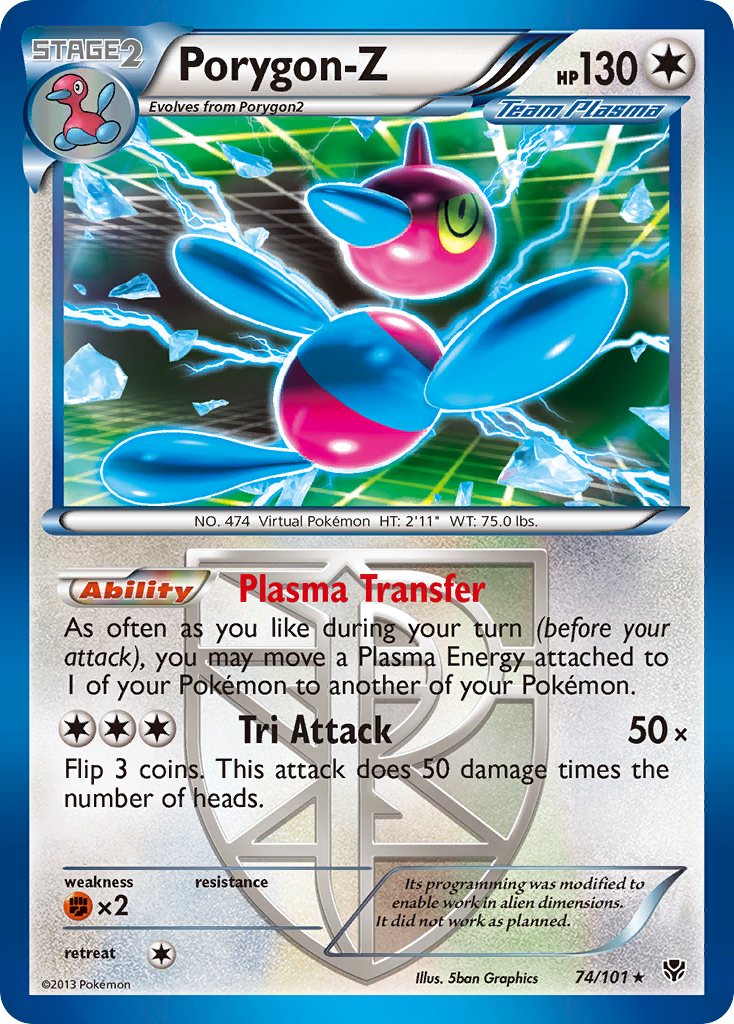 STAGE2
Porygon-Z
HP130
Evolves from Porygon2
Team Plasma
NO. 474 Virtual Pokémon HT: 2'11" WT: 75.0 lbs.
Ability Plasma Transfer
As often as you like during your turn (before your
attack), you may move a Plasma Energy attached to
1 of your Pokémon to another of your Pokémon.
Tri Attack 50×
Flip 3 coins. This attack does 50 damage times the
number of heads.
weakness resistance
×2
retreat
Its programming was modified to
enable work in alien dimensions.
It did not work as planned.
©2013 Pokémon
Illus. 5ban Graphics 74/101 ★